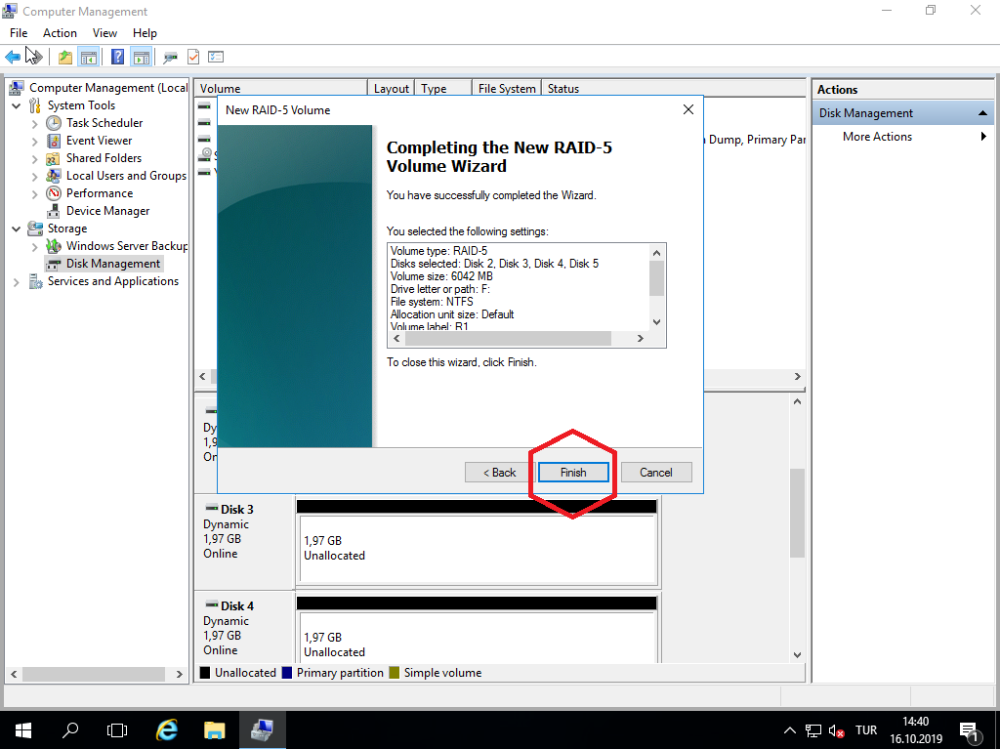 Computer Management
File Action View Help
Computer Management (Local
System Tools
Task Scheduler
Event Viewer
Shared Folders
Local Users and Groups
Performance
Device Manager
Storage
Windows Server Backup
Disk Management
Services and Applications
Volume Layout Type File System Status
Dump, Primary Par
New RAID-5 Volume
Completing the New RAID-5
Volume Wizard
You have successfully completed the Wizard.
You selected the following settings:
Volume type: RAID-5
Disks selected: Disk 2, Disk 3, Disk 4, Disk 5
Volume size: 6042 MB
Drive letter or path: F:
File system: NTFS
Allocation unit size: Default
Volume label: R1
To close this wizard, click Finish.
< Back Finish Cancel
Dy
1,9
On
Disk 3
Dynamic
1,97 GB
Online
1,97 GB
Unallocated
Disk 4
Dynamic
1,97 GB
Online
1,97 GB
Unallocated
Unallocated Primary partition Simple volume
Actions
Disk Management
More Actions
TUR
14:40
16.10.2019
1